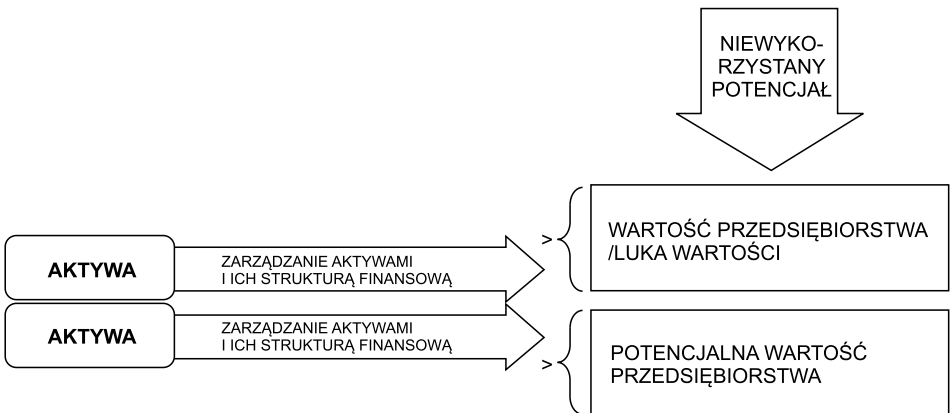 NIEWYKO-
RZYSTANY
POTENCJAŁ
AKTYWA
ZARZĄDZANIE AKTYWAMI
I ICH STRUKTURĄ FINANSOWĄ
>
WARTOŚĆ PRZEDSIĘBIORSTWA
/LUKA WARTOŚCI
AKTYWA
ZARZĄDZANIE AKTYWAMI
I ICH STRUKTURĄ FINANSOWĄ
>
POTENCJALNA WARTOŚĆ
PRZEDSIĘBIORSTWA